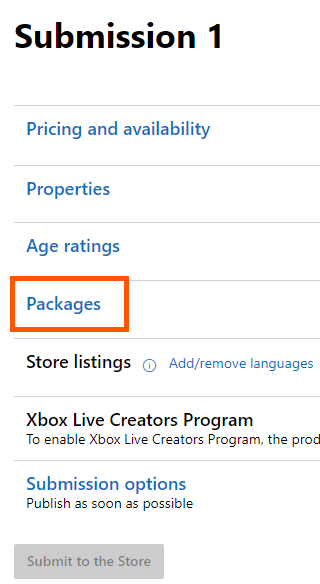 Submission 1
Pricing and availability
Properties
Age ratings
Packages
Store listings Add/remove languages
Xbox Live Creators Program
To enable Xbox Live Creators Program, the prod
Submission options
Publish as soon as possible
Submit to the Store